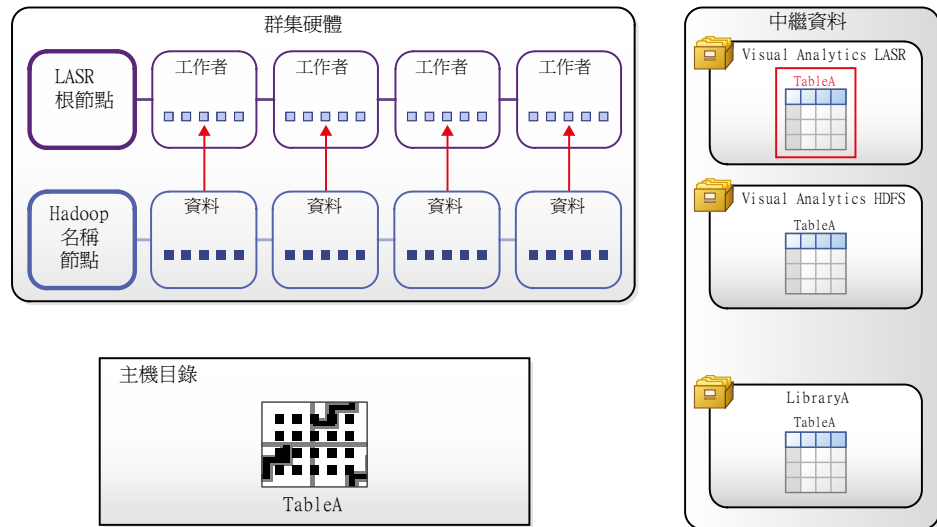 群集硬體
LASR
根節點
工作者
工作者
工作者
工作者
Hadoop
名稱
節點
資料
資料
資料
資料
主機目錄
TableA
中繼資料
Visual Analytics LASR
TableA
Visual Analytics HDFS
TableA
LibraryA
TableA